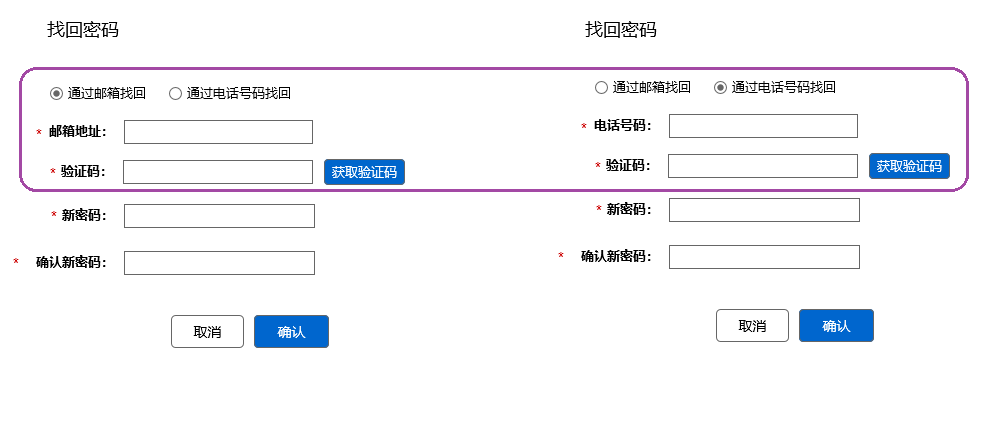 找回密码
通过邮箱找回 通过电话号码找回
* 邮箱地址：
* 验证码： 获取验证码
* 新密码：
* 确认新密码：
取消 确认
找回密码
通过邮箱找回 通过电话号码找回
* 电话号码：
* 验证码： 获取验证码
* 新密码：
* 确认新密码：
取消 确认